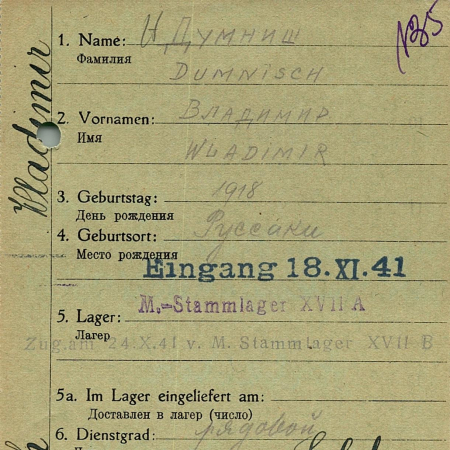 1. Name: И Думниш
Фамилия
DUMNISCH
2. Vornamen: Владимир
Имя
WLADIMIR
3. Geburtstag: 1918
День рождения
4. Geburtsort: Руссаки
Место рождения
Eingang 18.XI.41
M.-Stammlager XVII A
5. Lager:
Лагерь
Zug.am 24.X.41 v. M. Stammlager XVII B
5a. Im Lager eingeliefert am:
Доставлен в лагерь (число)
6. Dienstgrad: рядовой
Wladimir